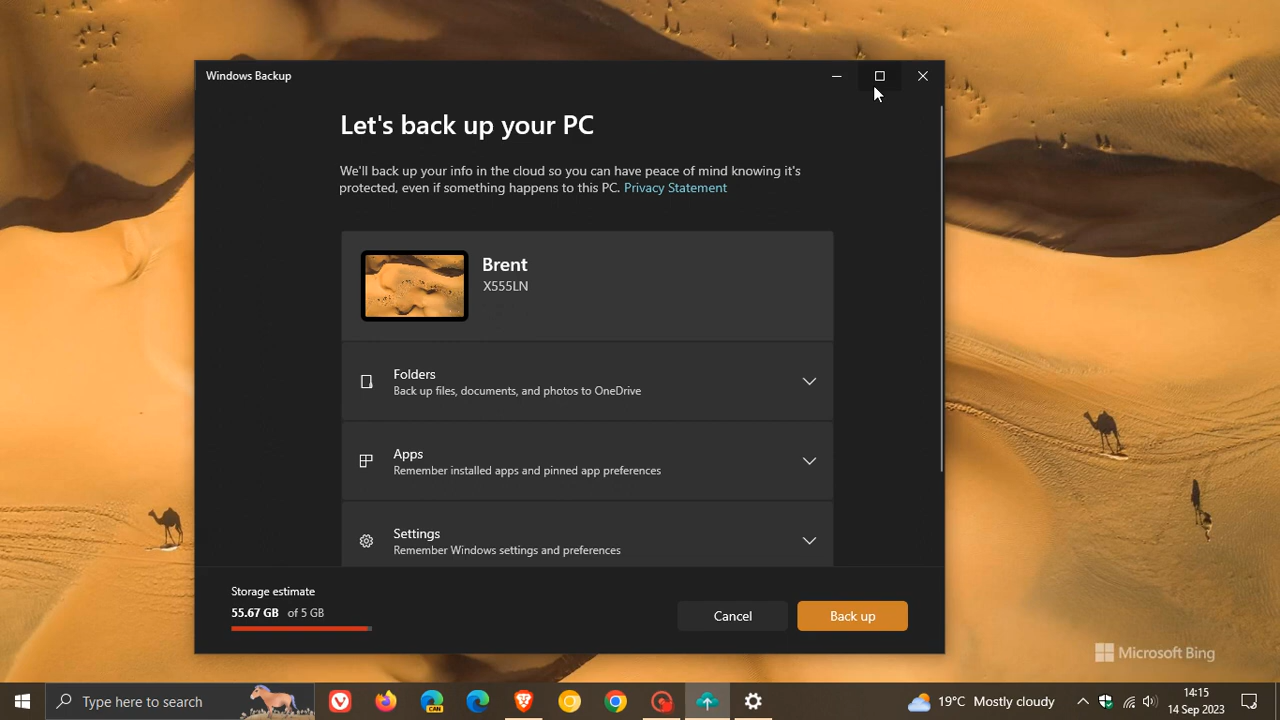 Windows Backup
Let's back up your PC
We'll back up your info in the cloud so you can have peace of mind knowing it's
protected, even if something happens to this PC. Privacy Statement
Brent
X555LN
Folders
Back up files, documents, and photos to OneDrive
Apps
Remember installed apps and pinned app preferences
Settings
Remember Windows settings and preferences
Storage estimate
55.67 GB of 5 GB
Cancel
Back up
Microsoft Bing
Type here to search
CAN
19°C Mostly cloudy
14:15
14 Sep 2023